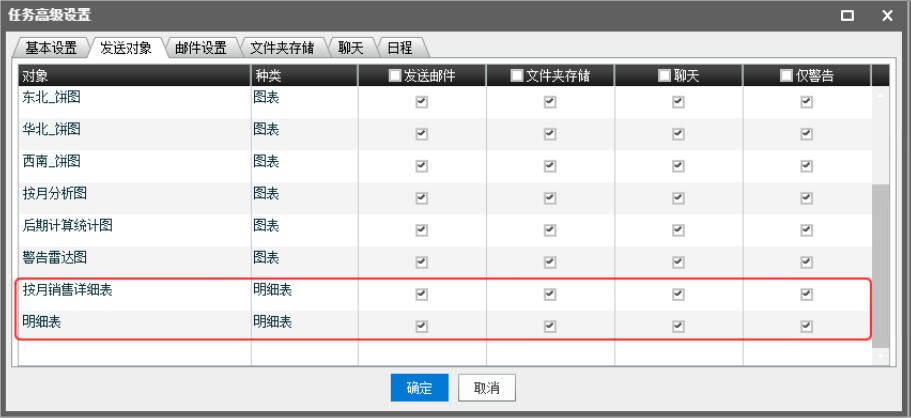 任务高级设置
基本设置 发送对象 邮件设置 文件夹存储 聊天 日程
对象 种类 发送邮件 文件夹存储 聊天 仅警告
东北_饼图 图表
华北_饼图 图表
西南_饼图 图表
按月分析图 图表
后期计算统计图 图表
警告雷达图 图表
按月销售详细表 明细表
明细表 明细表
确定 取消